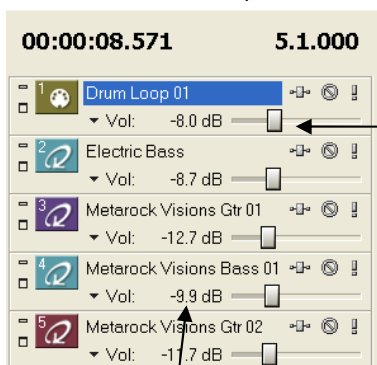 00:00:08.571 5.1.000
1 Drum Loop 01
Vol: -8.0 dB
2 Electric Bass
Vol: -8.7 dB
3 Metarock Visions Gtr 01
Vol: -12.7 dB
4 Metarock Visions Bass 01
Vol: -9.9 dB
5 Metarock Visions Gtr 02
Vol: -11.7 dB